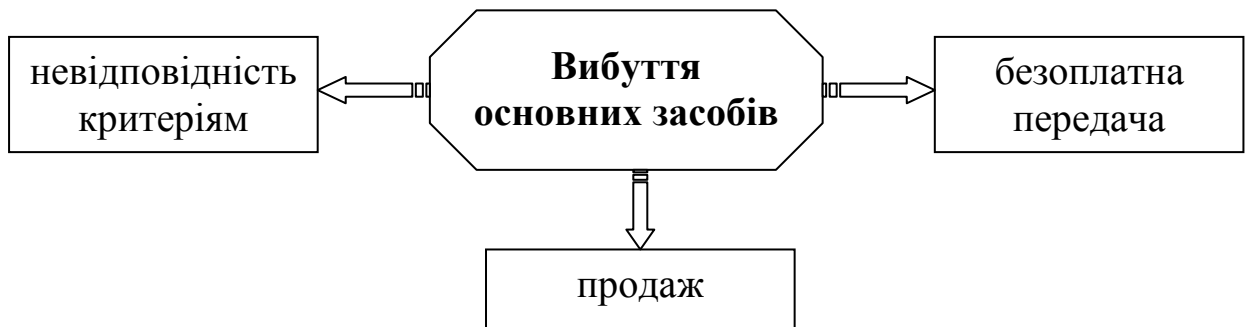 невідповідність
критеріям
Вибуття
основних засобів
безоплатна
передача
продаж